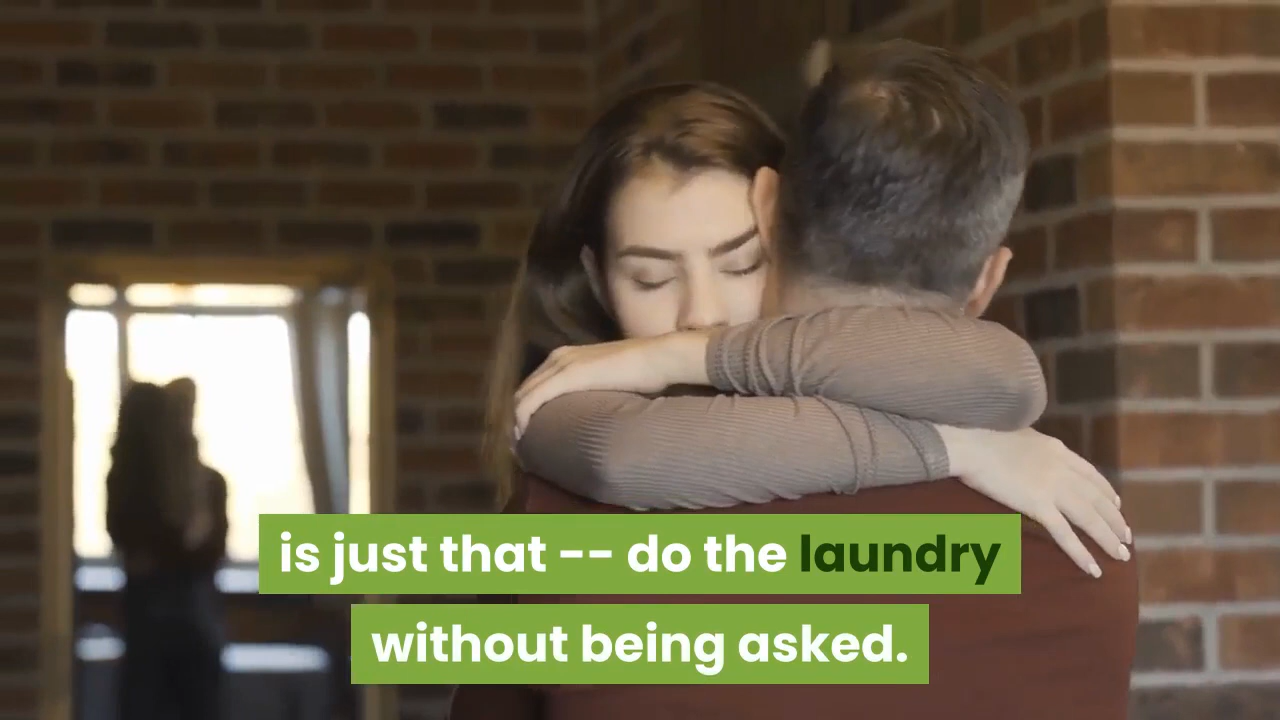 is just that -- do the laundry
without being asked.